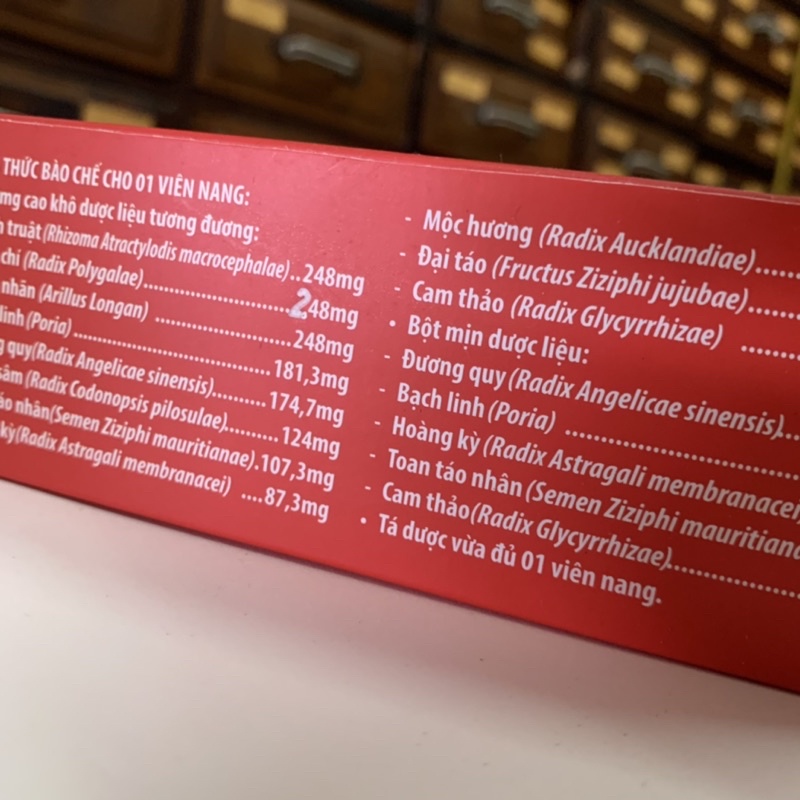 THỨC BÀO CHẾ CHO 01 VIÊN NANG:
mg cao khô dược liệu tương đương:
truật (Rhizoma Atractylodis macrocephalae)..248mg
chí (Radix Polygalae).............................248mg
nhãn (Arillus Longan) .......................248mg
linh (Poria) ....................................181,3mg
quy(Radix Angelicae sinensis)..........174,7mg
sâm (Radix Codonopsis pilosulae).........124mg
áo nhân(Semen Ziziphi mauritianae).107,3mg
kỳ(Radix Astragali membranacei) ....87,3mg
- Mộc hương (Radix Aucklandiae)......
- Đại táo (Fructus Ziziphi jujubae)........
- Cam thảo (Radix Glycyrrhizae) ........
• Bột mịn dược liệu:
- Đương quy (Radix Angelicae sinensis)...
- Bạch linh (Poria) ..............................
- Hoàng kỳ (Radix Astragali membranacei)
- Toan táo nhân (Semen Ziziphi mauritiana
- Cam thảo(Radix Glycyrrhizae)................
• Tá dược vừa đủ 01 viên nang.